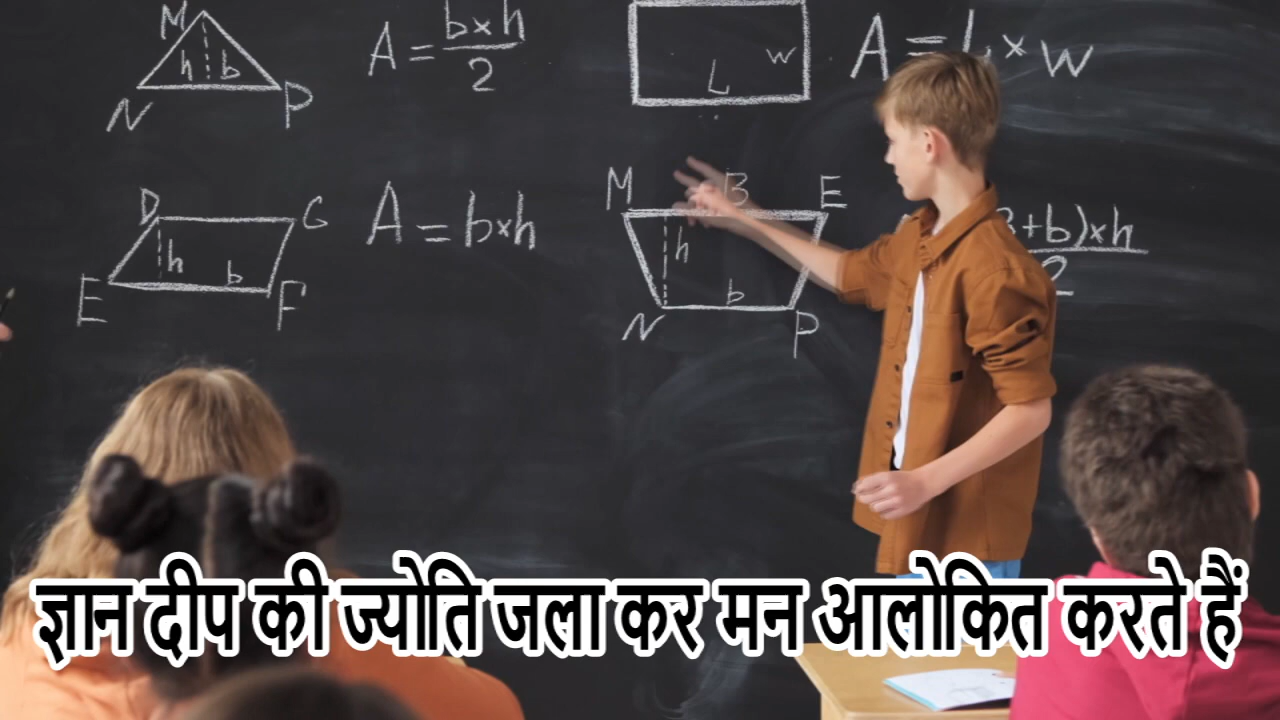 M
h b
N P
A = b×h
2
L
w
A = L×w
D G
h
b
E F
A = b×h
M B E
h
b
N P
+b)×h
2
ज्ञान दीप की ज्योति जला कर मन आलोकित करते हैं